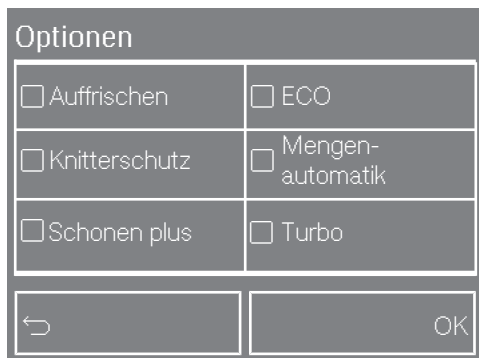 Optionen
Auffrischen
ECO
Knitterschutz
Mengen-
automatik
Schonen plus
Turbo
OK